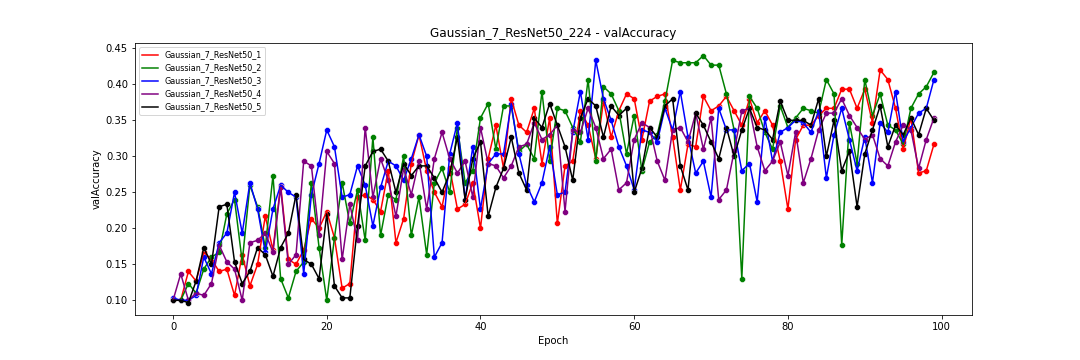 Gaussian_7_ResNet50_224 - valAccuracy
Gaussian_7_ResNet50_1
Gaussian_7_ResNet50_2
Gaussian_7_ResNet50_3
Gaussian_7_ResNet50_4
Gaussian_7_ResNet50_5
valAccuracy
0.45
0.40
0.35
0.30
0.25
0.20
0.15
0.10
0 20 40 60 80 100
Epoch